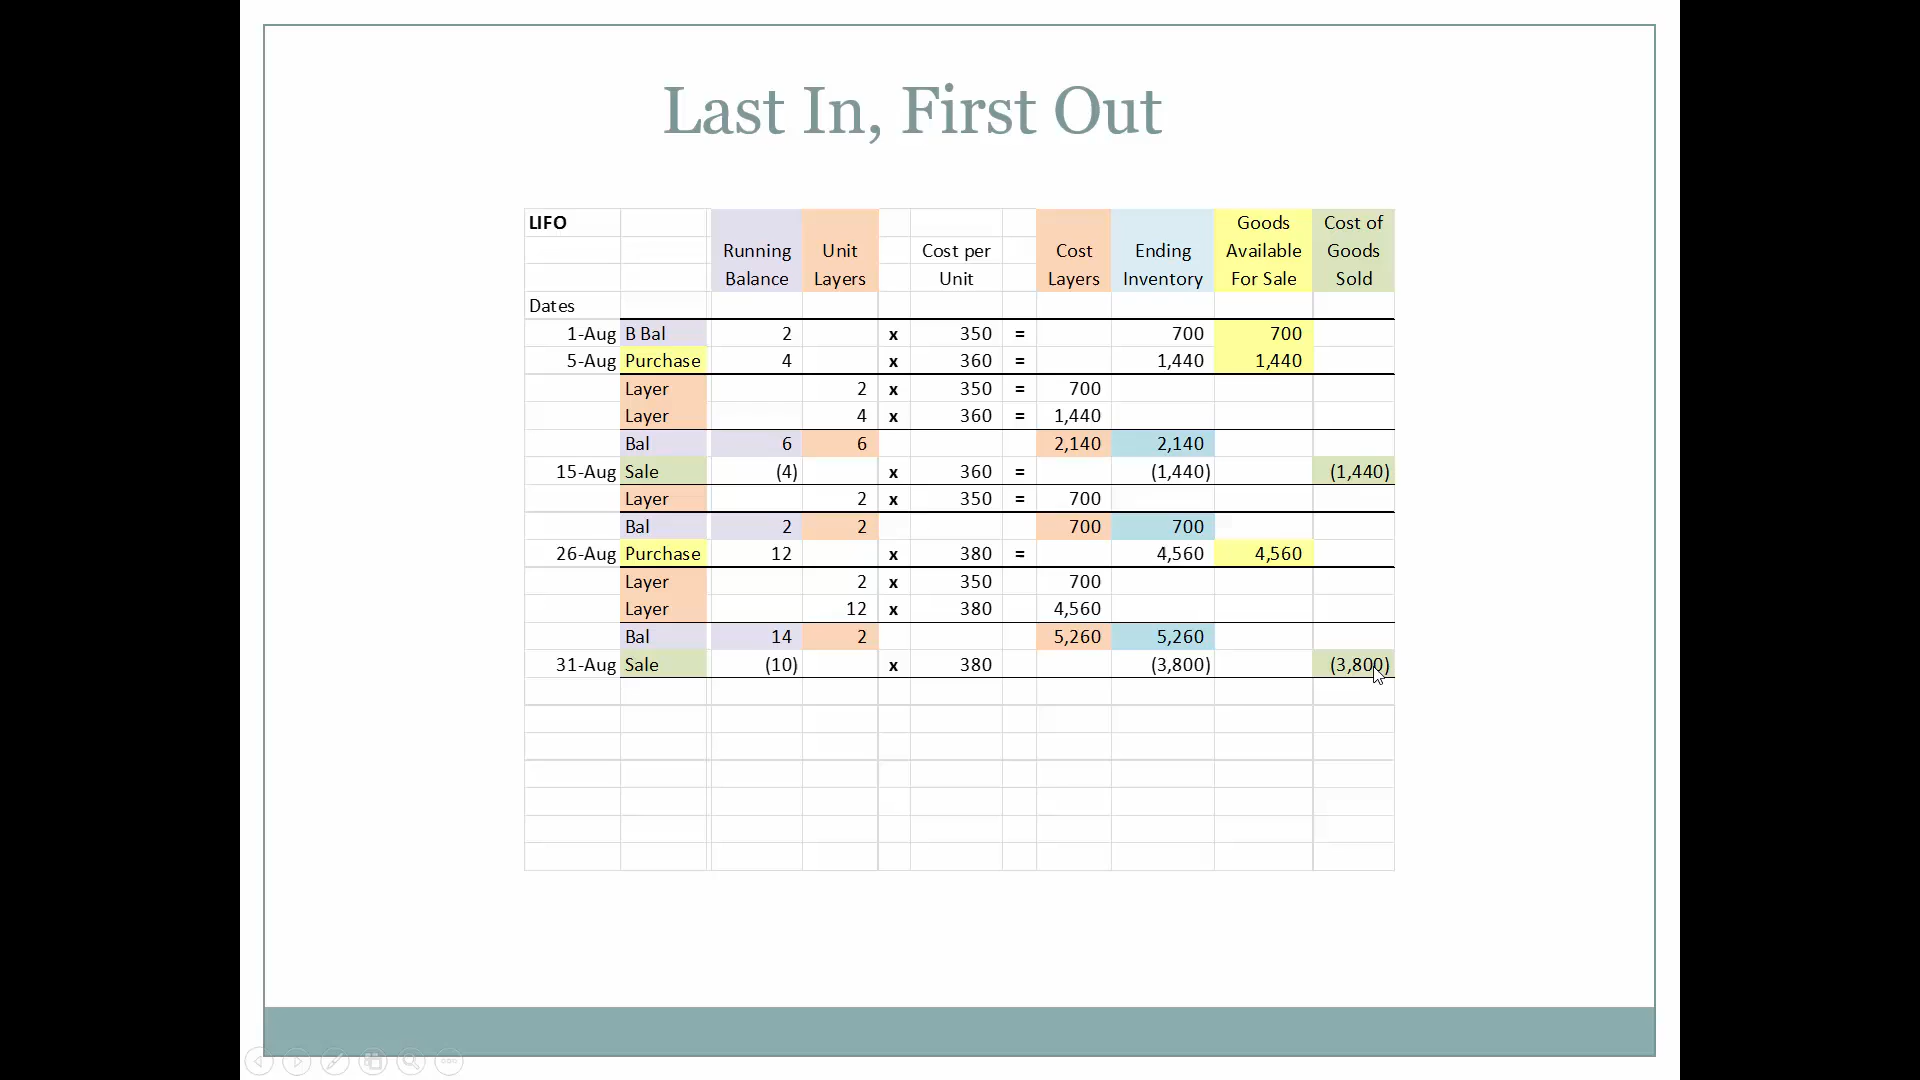 Last In, First Out
LIFO Goods Cost of
Running Unit Cost per Cost Ending Available Goods
Balance Layers Unit Layers Inventory For Sale Sold
Dates
1-Aug B Bal 2 x 350 = 700 700
5-Aug Purchase 4 x 360 = 1,440 1,440
Layer 2 x 350 = 700
Layer 4 x 360 = 1,440
Bal 6 6 2,140 2,140
15-Aug Sale (4) x 360 = (1,440) (1,440)
Layer 2 x 350 = 700
Bal 2 2 700 700
26-Aug Purchase 12 x 380 = 4,560 4,560
Layer 2 x 350 700
Layer 12 x 380 4,560
Bal 14 2 5,260 5,260
31-Aug Sale (10) x 380 (3,800) (3,800)